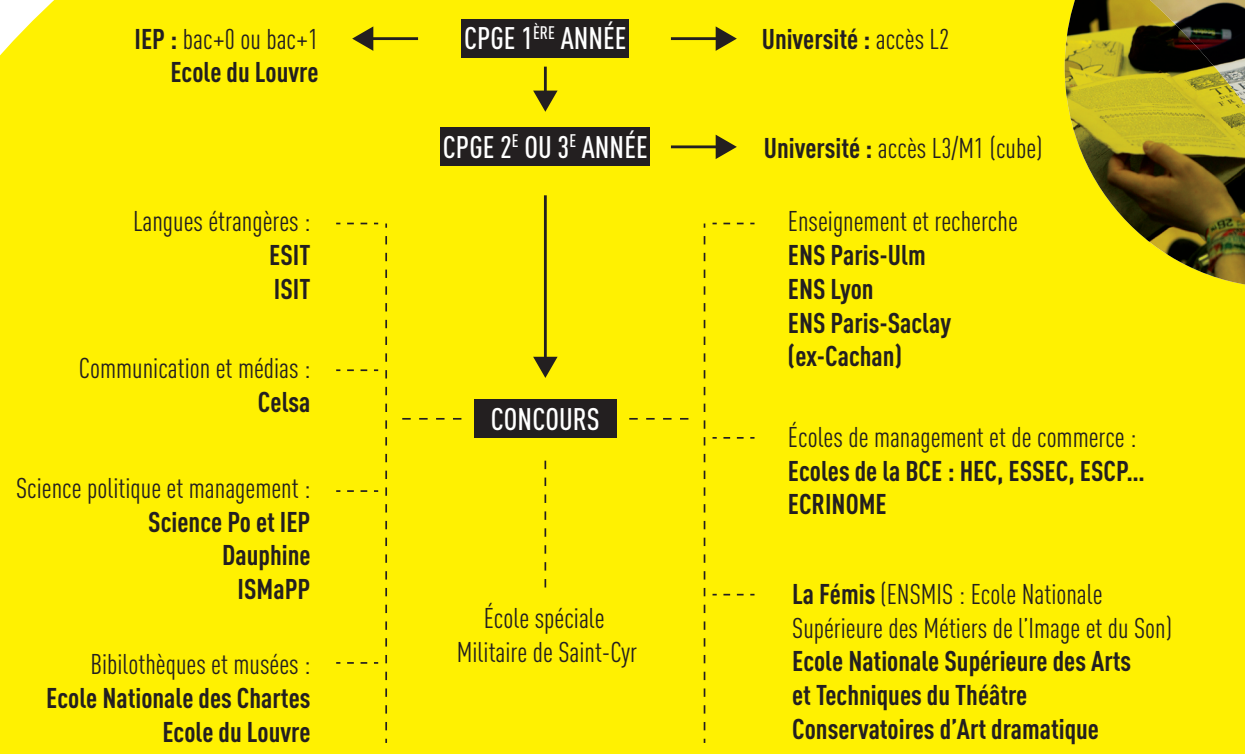 IEP : bac+0 ou bac+1
Ecole du Louvre
CPGE 1ÈRE ANNÉE
Université : accès L2
CPGE 2E OU 3E ANNÉE
Université : accès L3/M1 (cube)
Langues étrangères :
ESIT
ISIT
Communication et médias :
Celsa
Science politique et management :
Science Po et IEP
Dauphine
ISMaPP
Bibilothèques et musées :
Ecole Nationale des Chartes
Ecole du Louvre
CONCOURS
École spéciale
Militaire de Saint-Cyr
Enseignement et recherche
ENS Paris-Ulm
ENS Lyon
ENS Paris-Saclay
(ex-Cachan)
Écoles de management et de commerce :
Ecoles de la BCE : HEC, ESSEC, ESCP...
ECRINOME
La Fémis (ENSMIS : Ecole Nationale
Supérieure des Métiers de l'Image et du Son)
Ecole Nationale Supérieure des Arts
et Techniques du Théâtre
Conservatoires d'Art dramatique